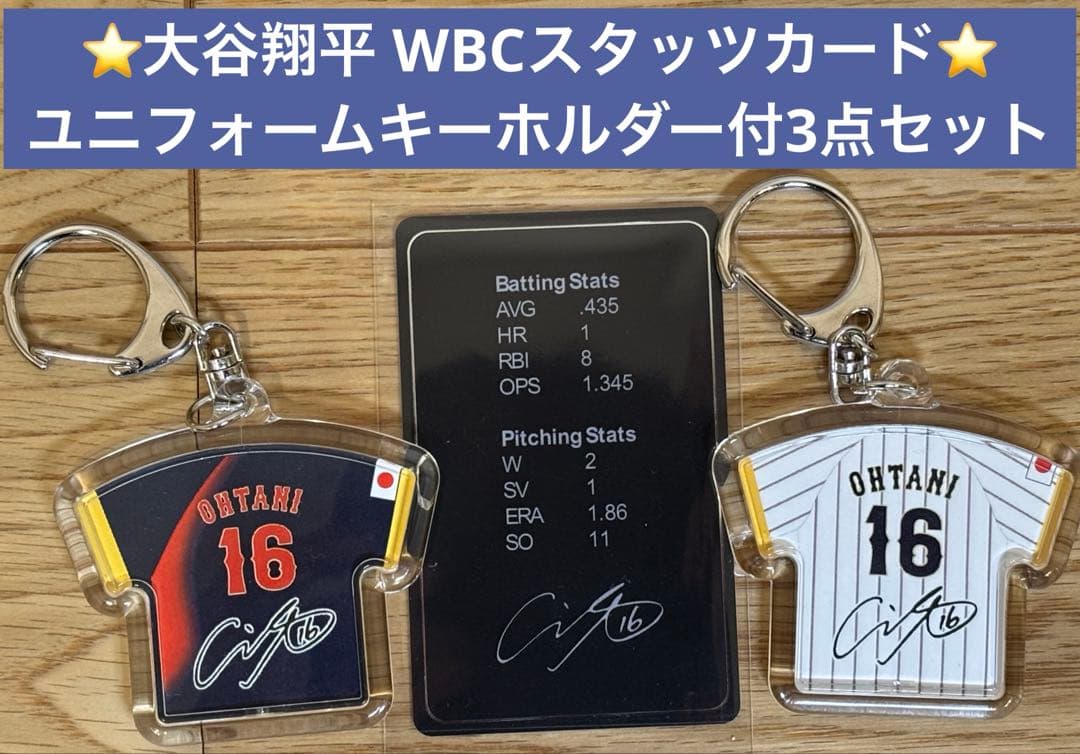 ⭐大谷翔平 WBCスタッツカード⭐
ユニフォームキーホルダー付3点セット
Batting Stats
AVG .435
HR 1
RBI 8
OPS 1.345
Pitching Stats
W 2
SV 1
ERA 1.86
SO 11
16
OHTANI
16
16
OHTANI
16
16